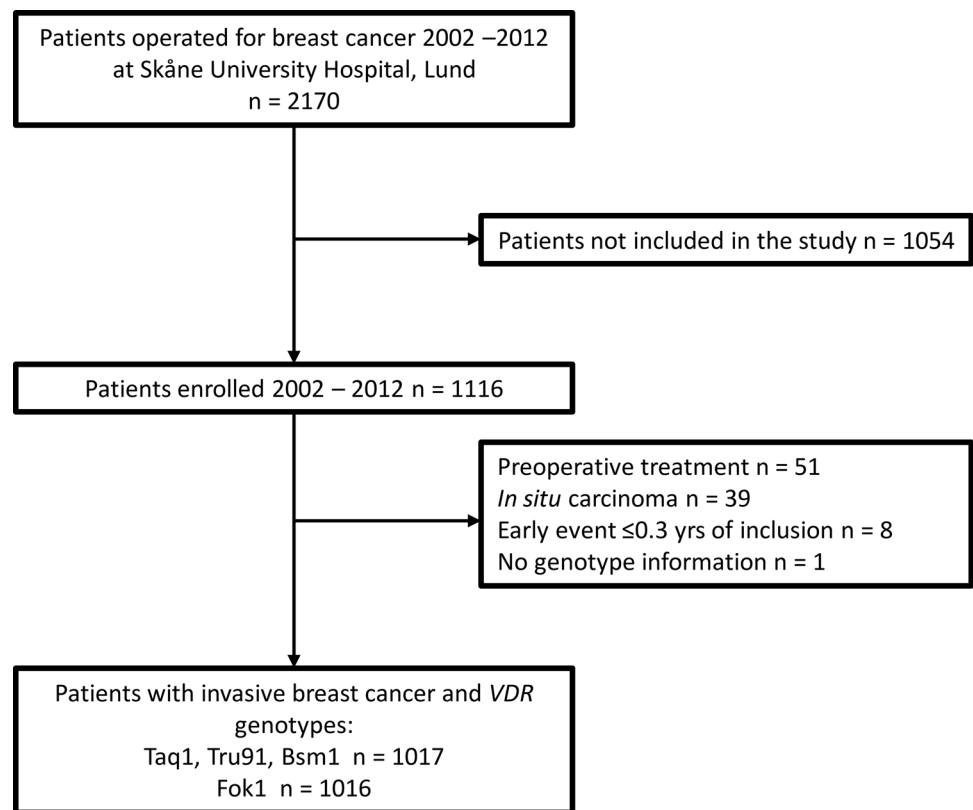 Patients operated for breast cancer 2002 –2012
at Skåne University Hospital, Lund
n = 2170
Patients not included in the study n = 1054
Patients enrolled 2002 – 2012 n = 1116
Preoperative treatment n = 51
In situ carcinoma n = 39
Early event ≤0.3 yrs of inclusion n = 8
No genotype information n = 1
Patients with invasive breast cancer and VDR
genotypes:
Taq1, Tru91, Bsm1 n = 1017
Fok1 n = 1016